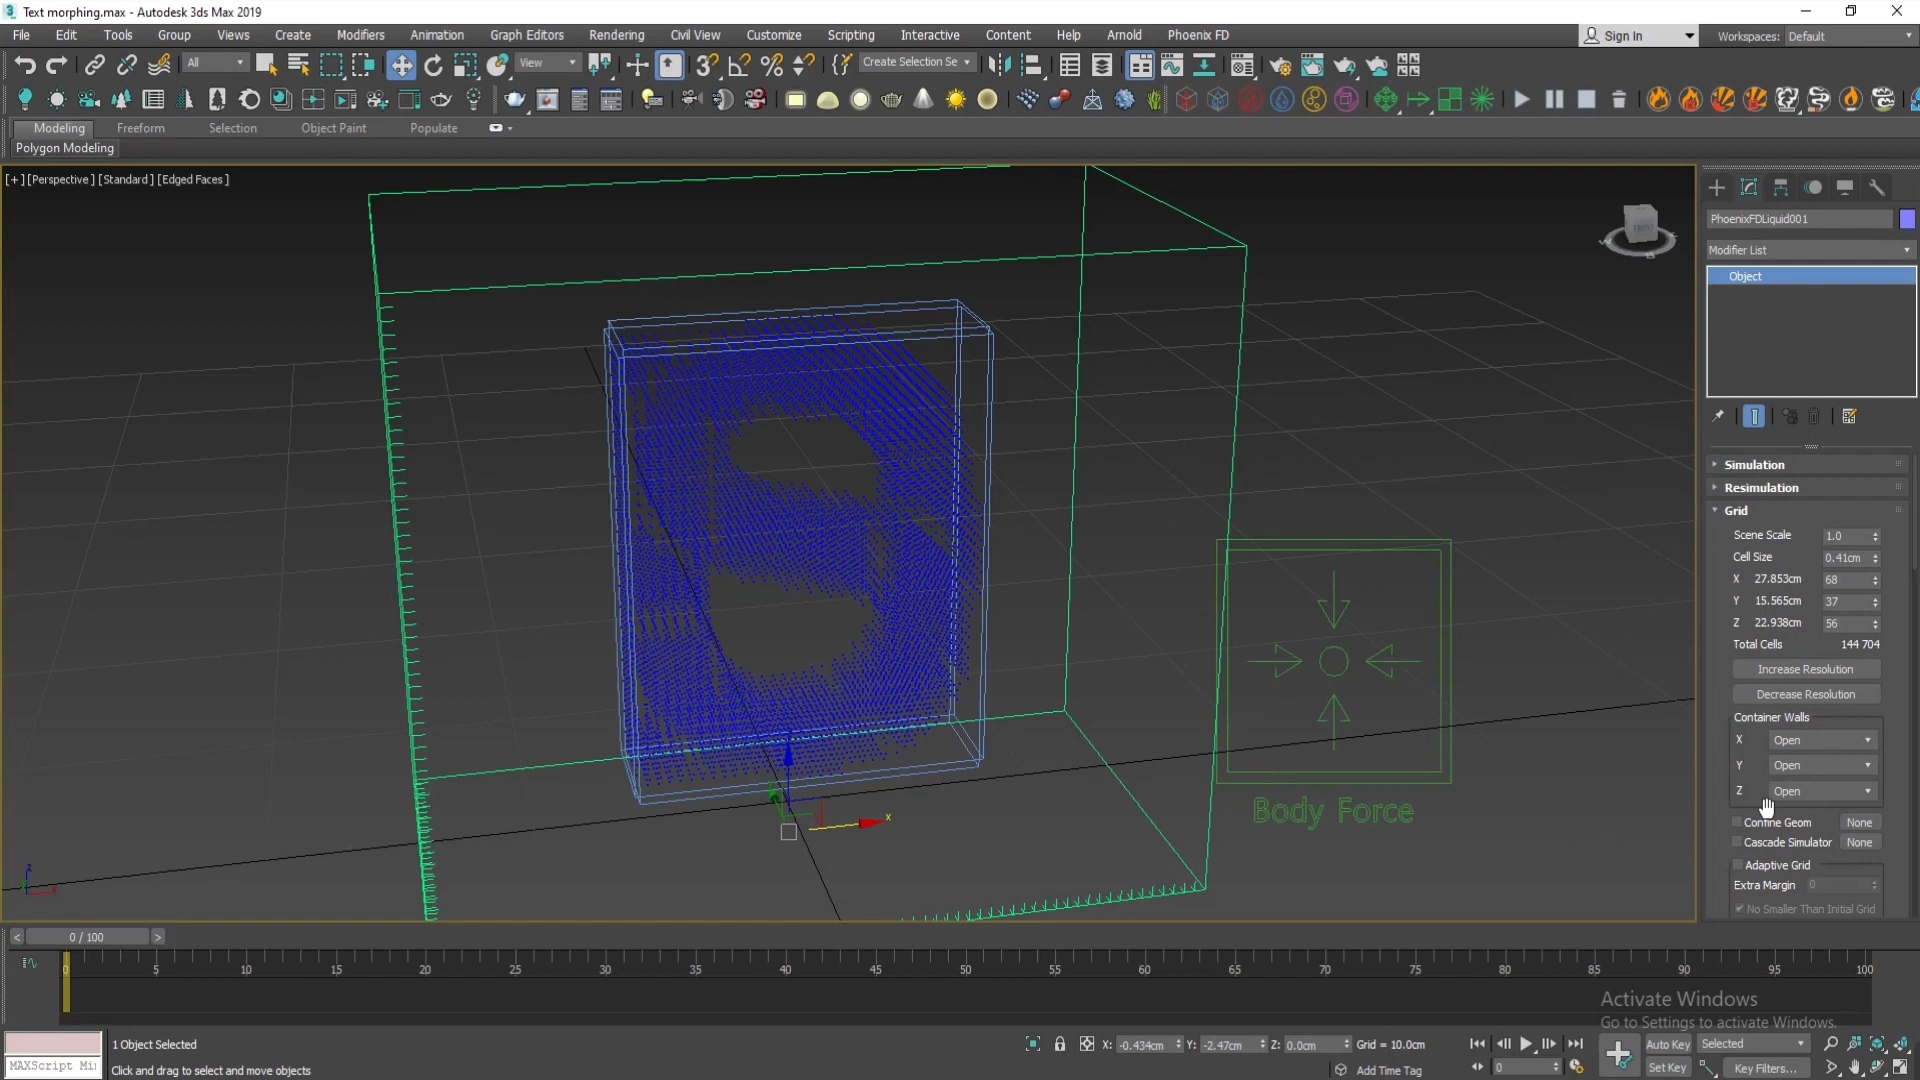 Text morphing.max - Autodesk 3ds Max 2019
File Edit Tools Group Views Create Modifiers Animation Graph Editors Rendering Civil View Customize Scripting Interactive Content Help Arnold Phoenix FD Sign In Workspaces: Default
All View Create Selection Se
Modeling Freeform Selection Object Paint Populate
Polygon Modeling
[+] [Perspective] [Standard] [Edged Faces]
PhoenixFDLiquid001
Modifier List
Object
Simulation
Resimulation
Grid
Scene Scale 1.0
Cell Size 0.41cm
X 27.853cm 68
Y 15.565cm 37
Z 22.938cm 56
Total Cells 144 704
Increase Resolution
Decrease Resolution
Container Walls
X Open
Y Open
Z Open
Confine Geom None
Cascade Simulator None
Adaptive Grid
Extra Margin 0
No Smaller Than Initial Grid
Body Force
x
z
< 0 / 100 >
0 5 10 15 20 25 30 35 40 45 50 55 60 65 70 75 80 85 90 95 100
Activate Windows
Go to Settings to activate Windows.
1 Object Selected X: -0.434cm Y: -2.47cm Z: 0.0cm Grid = 10.0cm Auto Key Selected
MAXScript Mi Click and drag to select and move objects Add Time Tag 0 Set Key Key Filters...